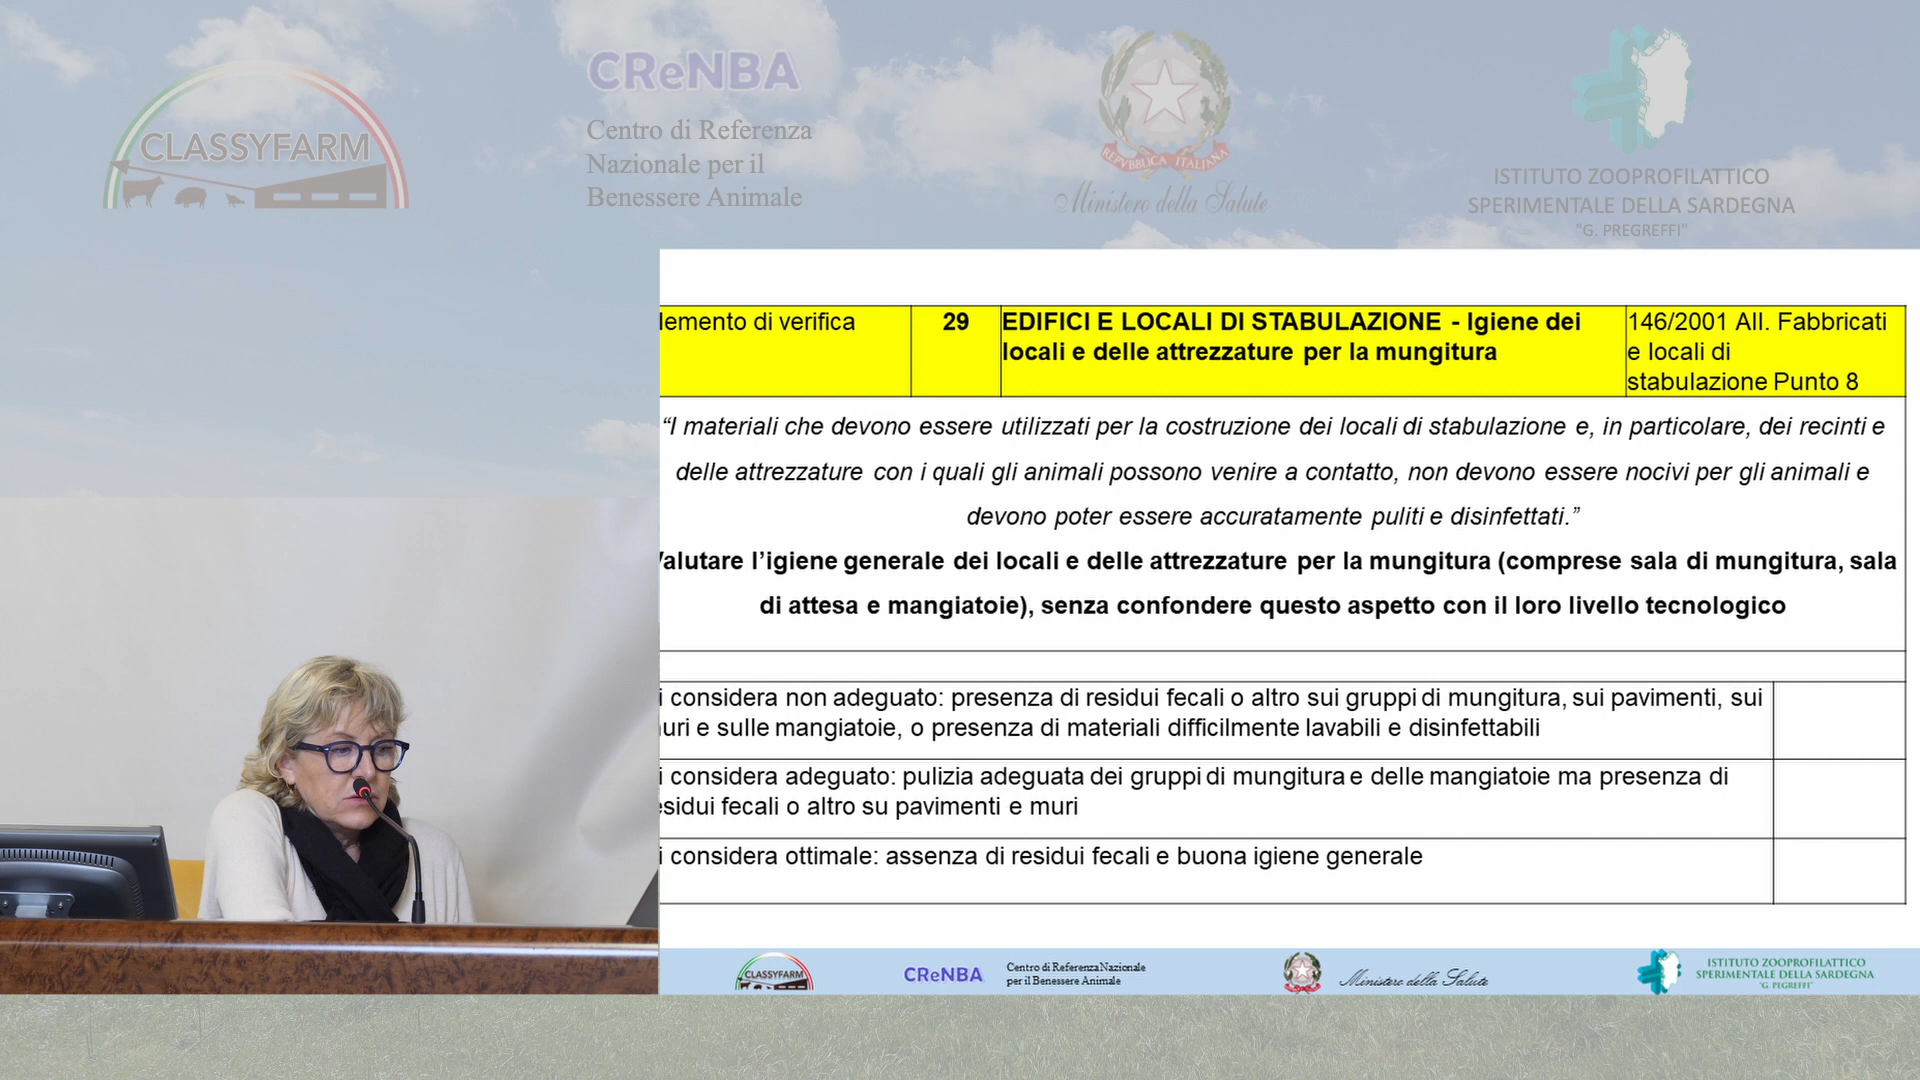 CLASSYFARM
CReNBA
Centro di Referenza
Nazionale per il
Benessere Animale
REPVBBLICA ITALIANA
Ministero della Salute
ISTITUTO ZOOPROFILATTICO
SPERIMENTALE DELLA SARDEGNA
"G. PREGREFFI"
lemento di verifica
29
EDIFICI E LOCALI DI STABULAZIONE - Igiene dei
locali e delle attrezzature per la mungitura
146/2001 All. Fabbricati
e locali di
stabulazione Punto 8
“I materiali che devono essere utilizzati per la costruzione dei locali di stabulazione e, in particolare, dei recinti e
delle attrezzature con i quali gli animali possono venire a contatto, non devono essere nocivi per gli animali e
devono poter essere accuratamente puliti e disinfettati.”
alutare l’igiene generale dei locali e delle attrezzature per la mungitura (comprese sala di mungitura, sala
di attesa e mangiatoie), senza confondere questo aspetto con il loro livello tecnologico
i considera non adeguato: presenza di residui fecali o altro sui gruppi di mungitura, sui pavimenti, sui
uri e sulle mangiatoie, o presenza di materiali difficilmente lavabili e disinfettabili
i considera adeguato: pulizia adeguata dei gruppi di mungitura e delle mangiatoie ma presenza di
esidui fecali o altro su pavimenti e muri
i considera ottimale: assenza di residui fecali e buona igiene generale
CLASSYFARM
CReNBA
Centro di Referenza Nazionale
per il Benessere Animale
Ministero della Salute
ISTITUTO ZOOPROFILATTICO
SPERIMENTALE DELLA SARDEGNA
"G. PEGREFFI"